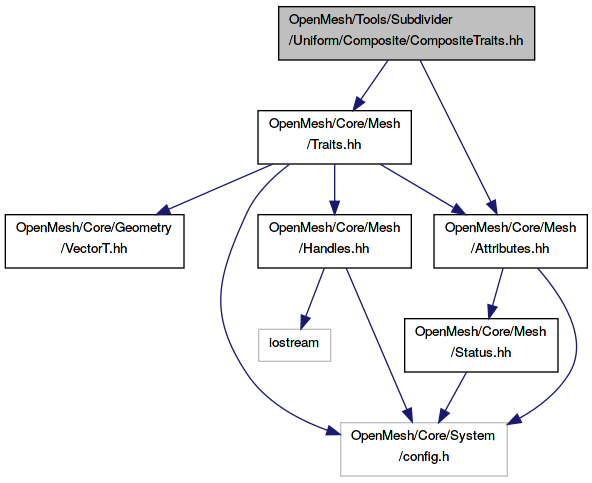 OpenMesh/Tools/Subdivider
/Uniform/Composite/CompositeTraits.hh
OpenMesh/Core/Mesh
/Traits.hh
OpenMesh/Core/Geometry
/VectorT.hh
OpenMesh/Core/Mesh
/Handles.hh
OpenMesh/Core/Mesh
/Attributes.hh
iostream
OpenMesh/Core/Mesh
/Status.hh
OpenMesh/Core/System
/config.h